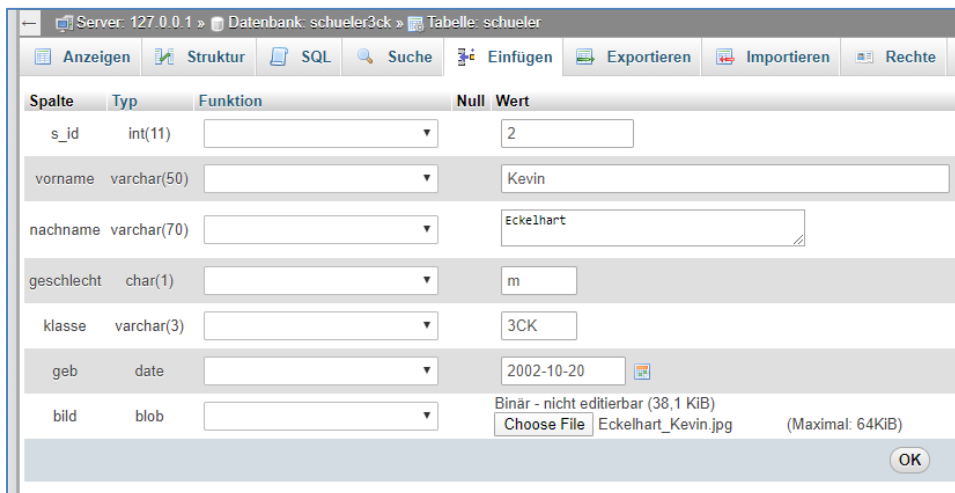 ← Server: 127.0.0.1 » Datenbank: schueler3ck » Tabelle: schueler
Anzeigen Struktur SQL Suche Einfügen Exportieren Importieren Rechte
Spalte Typ Funktion Null Wert
s_id int(11) 2
vorname varchar(50) Kevin
nachname varchar(70) Eckelhart
geschlecht char(1) m
klasse varchar(3) 3CK
geb date 2002-10-20
Binär - nicht editierbar (38,1 KiB)
bild blob Choose File Eckelhart_Kevin.jpg (Maximal: 64KiB)
OK